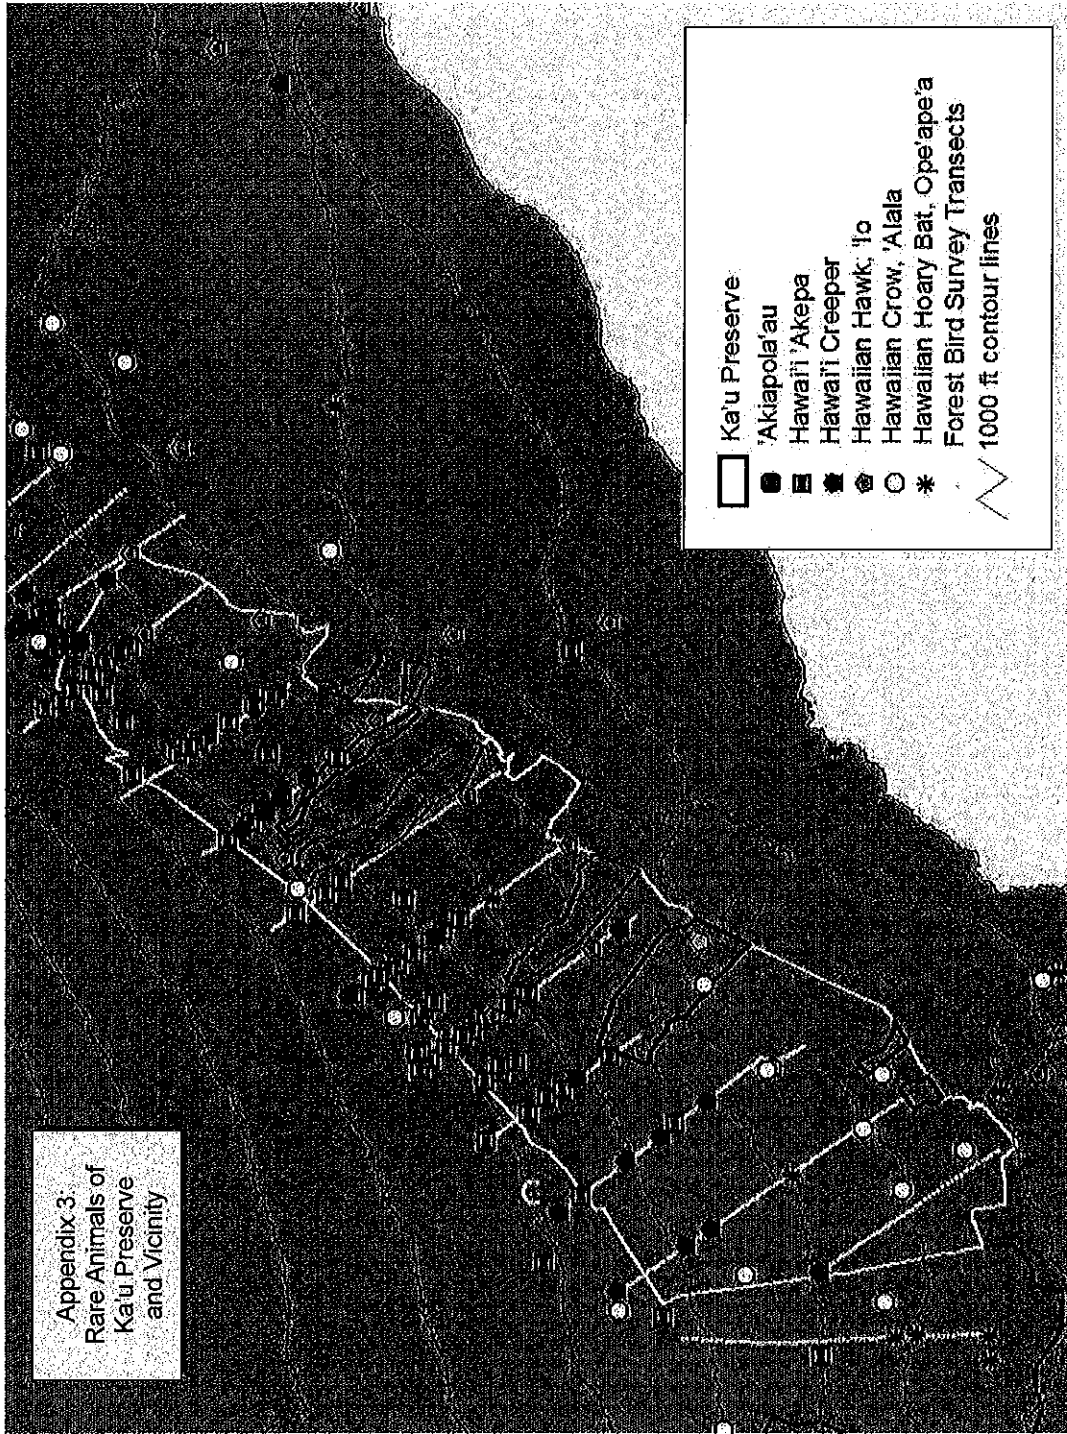 Appendix 3:
Rare Animals of
Ka'u Preserve
and Vicinity
Ka'u Preserve
'Akiapola'au
Hawai'i 'Akepa
Hawai'i Creeper
Hawaiian Hawk, 'Io
Hawaiian Crow, 'Alala
Hawaiian Hoary Bat, Ope'ape'a
Forest Bird Survey Transects
1000 ft contour lines